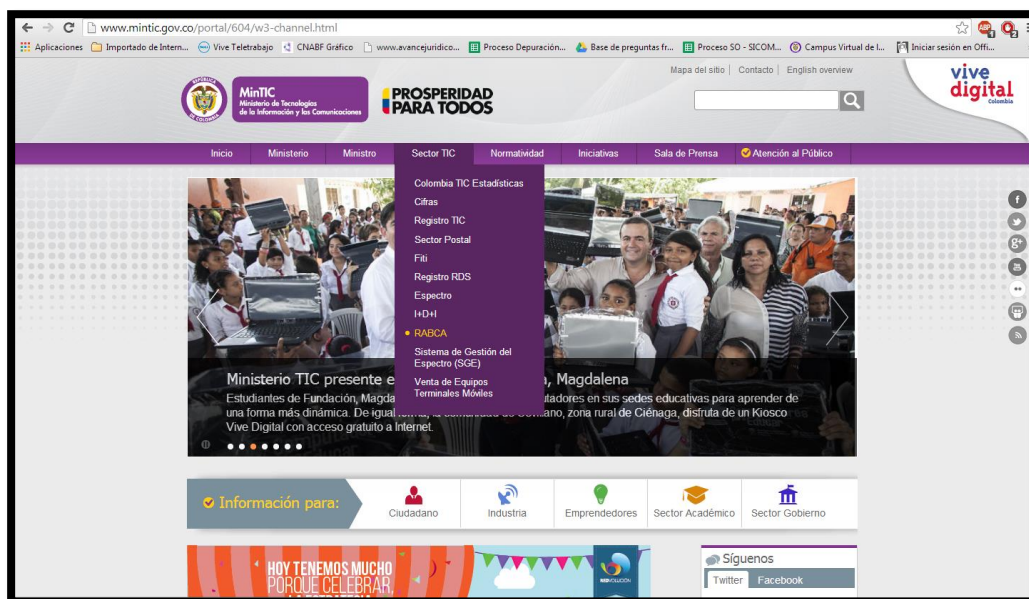 www.mintic.gov.co/portal/604/w3-channel.html
Aplicaciones Importado de Intern... Vive Teletrabajo CNABF Gráfico www.avancejuridico... Proceso Depuración... Base de preguntas fr... Proceso SO - SICOM... Campus Virtual de l... Iniciar sesión en Offi...
Mapa del sitio | Contacto | English overview
MinTIC
Ministerio de Tecnologías
de la Información y las Comunicaciones
PROSPERIDAD
PARA TODOS
vive
digital
Colombia
Inicio Ministerio Ministro Sector TIC Normatividad Iniciativas Sala de Prensa Atención al Público
Colombia TIC Estadísticas
Cifras
Registro TIC
Sector Postal
Fiti
Registro RDS
Espectro
I+D+I
RABCA
Sistema de Gestión del
Espectro (SGE)
Venta de Equipos
Terminales Móviles
Ministerio TIC presente e , Magdalena
Estudiantes de Fundación, Magda tadores en sus sedes educativas para aprender de
una forma más dinámica. De igual zona rural de Ciénaga, disfruta de un Kiosco
Vive Digital con acceso gratuito a Internet.
Información para:
Ciudadano Industria Emprendedores Sector Académico Sector Gobierno
HOY TENEMOS MUCHO
PORQUE CELEBRAR,
REDVOLUCIÓN
Síguenos
Twitter Facebook